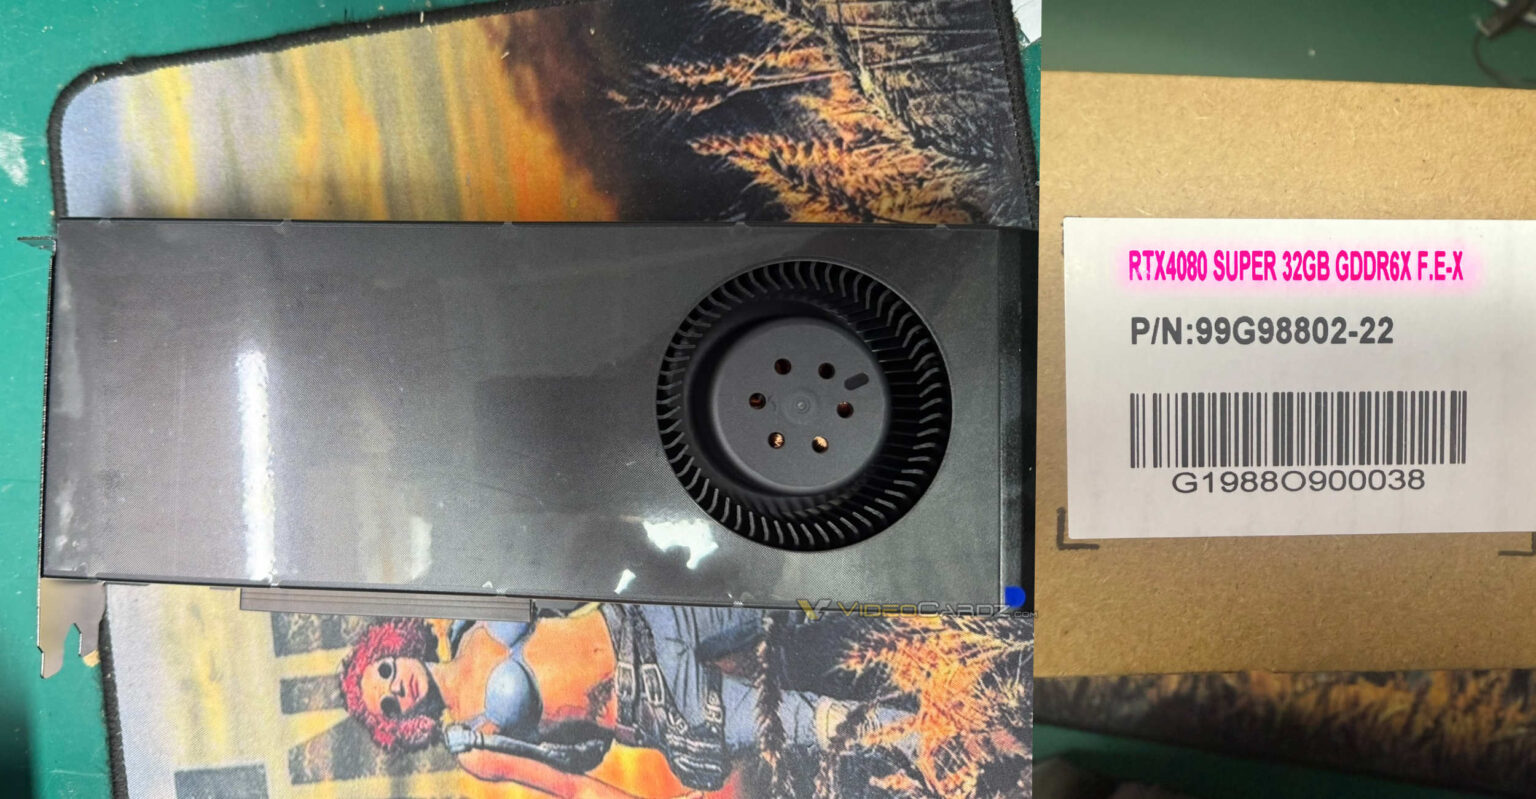 VIDEOCARDZ.COM
RTX4080 SUPER 32GB GDDR6X F.E-X
P/N:99G98802-22
G1988O900038